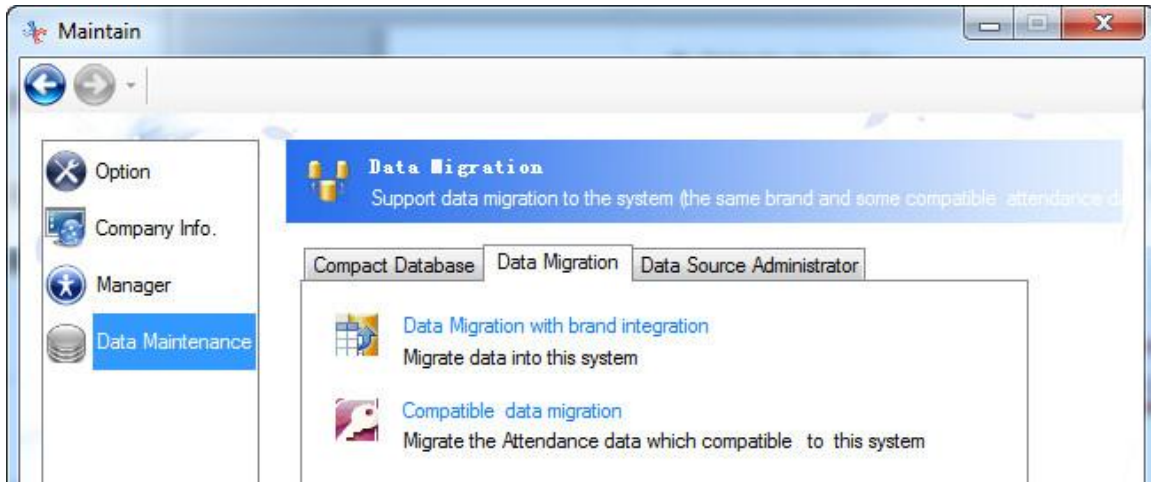 Maintain
Option
Company Info.
Manager
Data Maintenance
Data Migration
Support data migration to the system (the same brand and some compatible attendance
Compact Database Data Migration Data Source Administrator
Data Migration with brand integration
Migrate data into this system
Compatible data migration
Migrate the Attendance data which compatible to this system